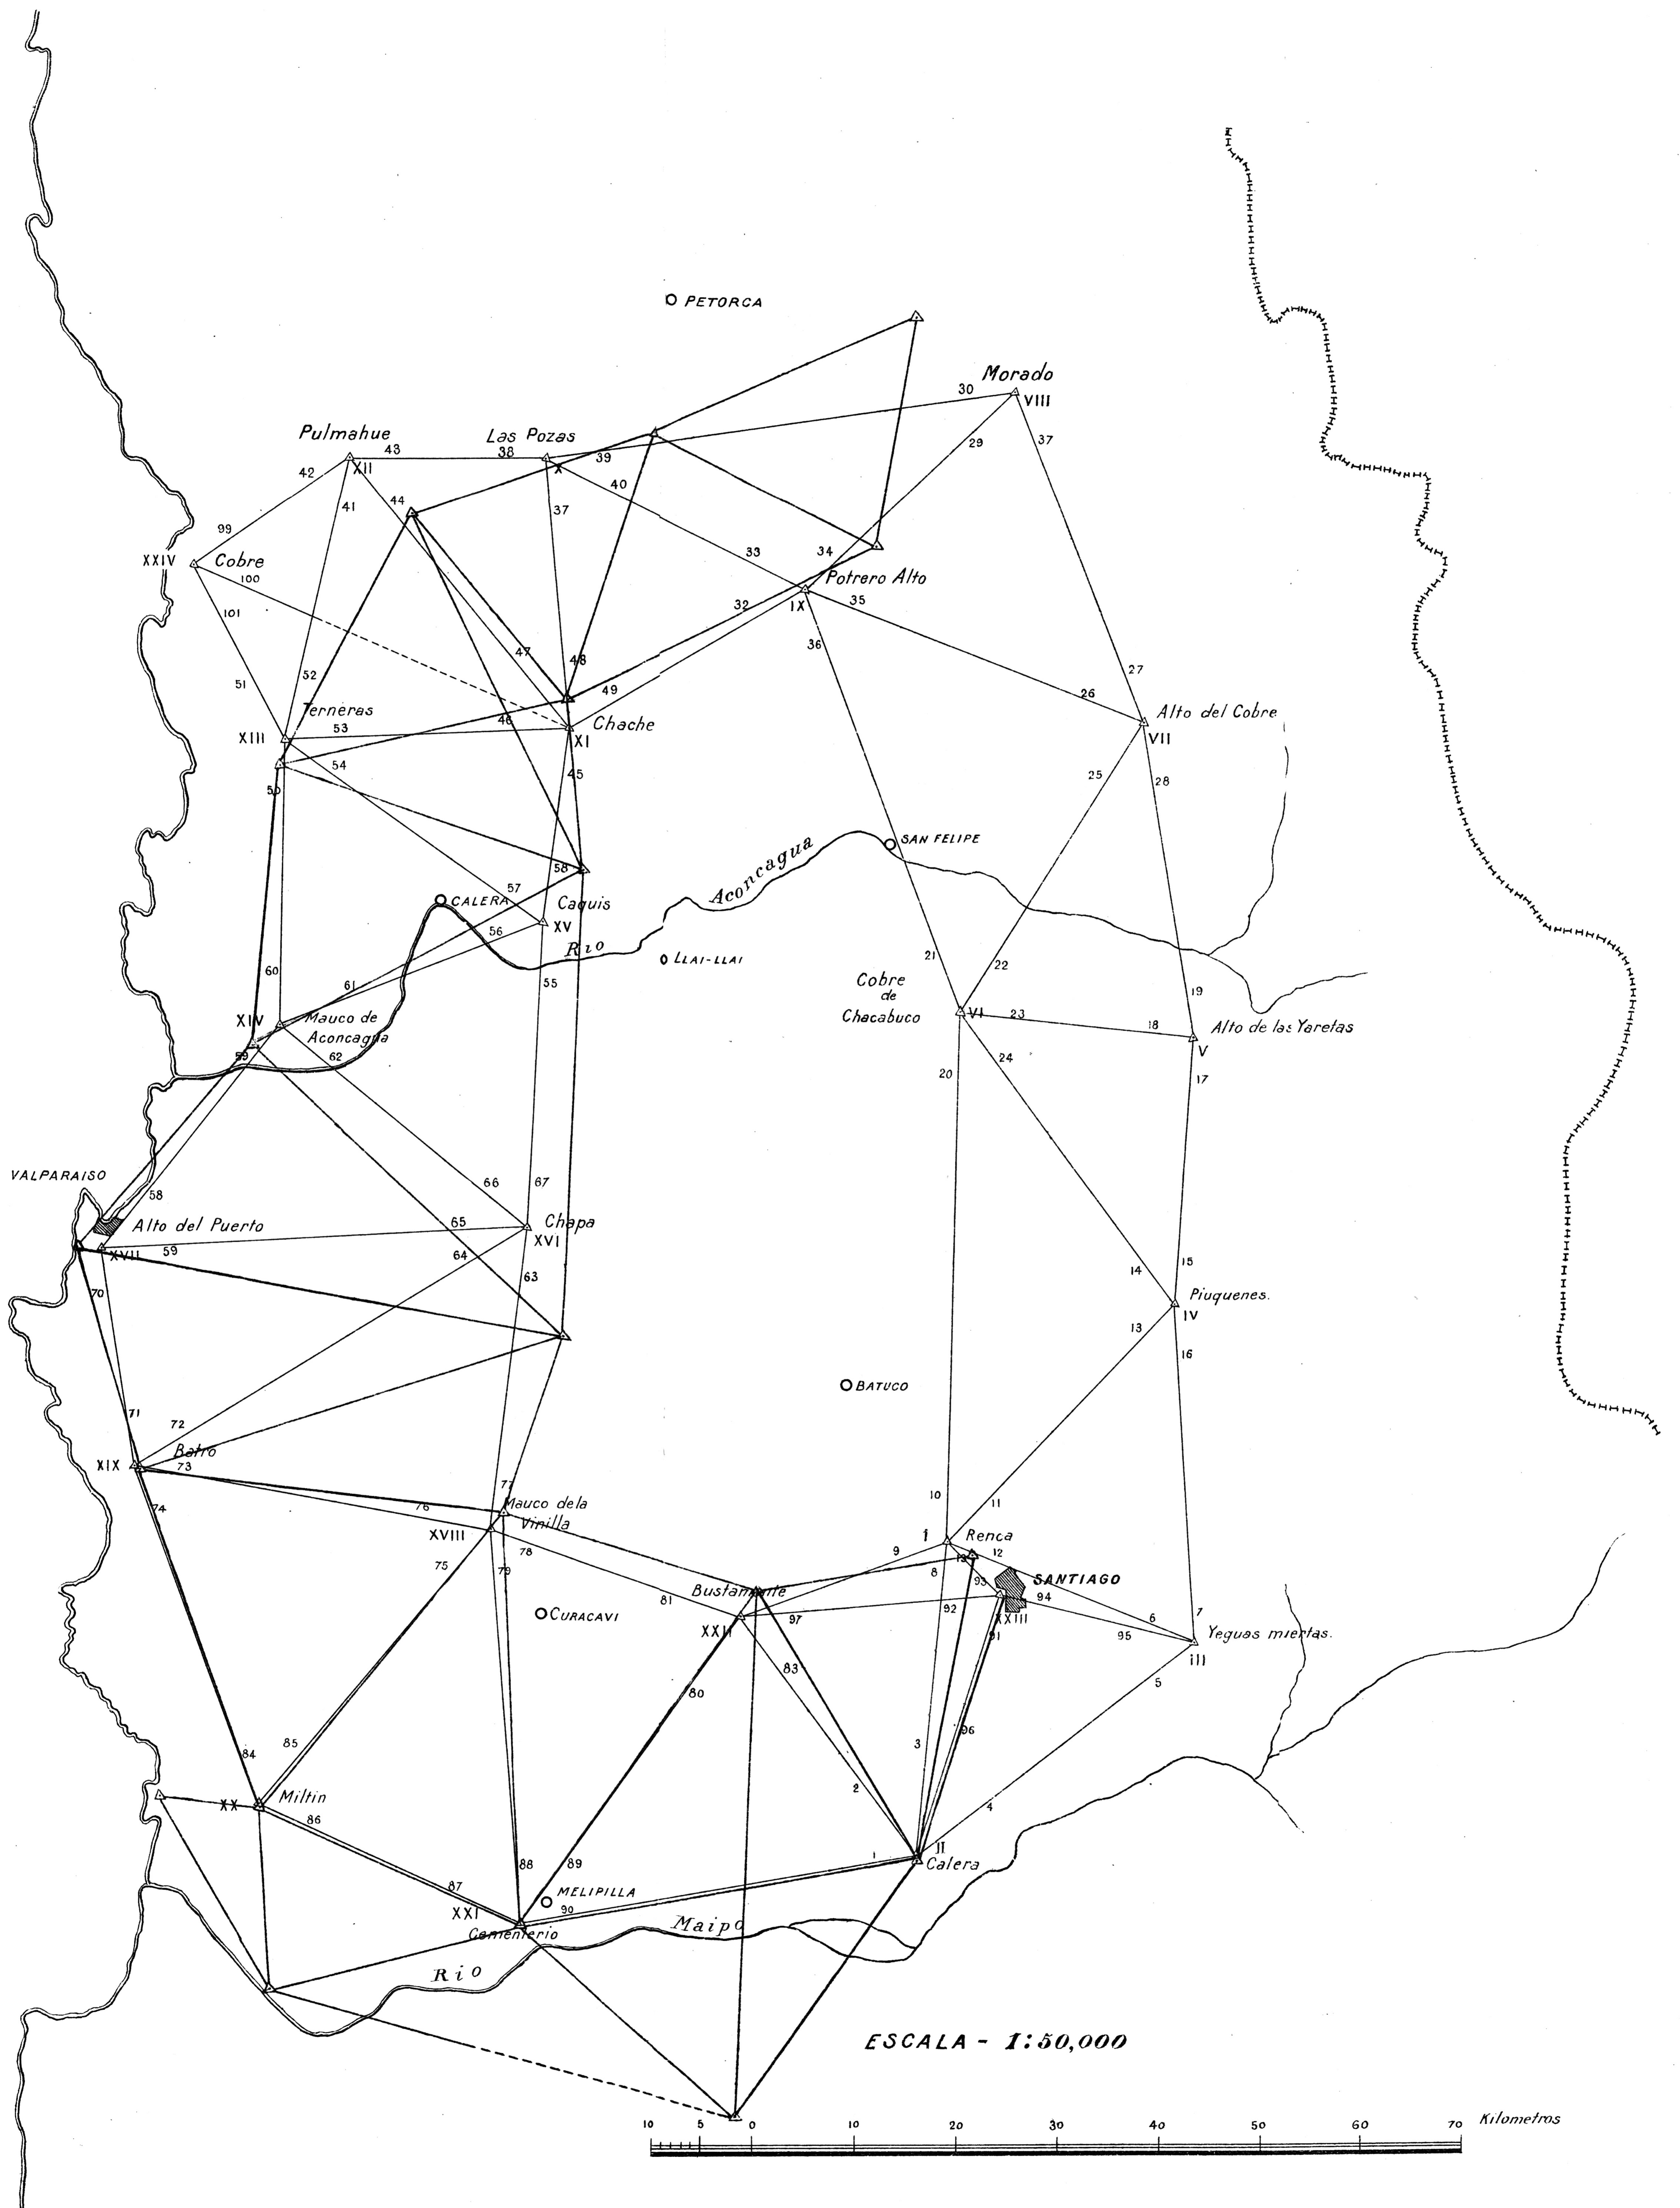 PETORCA
Morado
30
VIII
29
37
Pulmahue
43
Las Pozas
38
39
42
XII
X
40
41
44
37
99
XXIV
Cobre
100
33
34
Potrero Alto
IX
35
32
101
36
51
52
47
48
49
27
26
Terneras
XIII
53
46
Chache
XI
Alto del Cobre
VII
54
45
25
28
50
SAN FELIPE
58
57
CALERA
Caquis
XV
56
Rio Aconcagua
LLAI-LLAI
21
22
60
61
55
Cobre
de
Chacabuco
VI
23
19
18
Alto de las Yaretas
V
XIV
Mauco de
Aconcagua
59
62
24
20
17
VALPARAISO
66
67
58
Alto del Puerto
65
Chapa
XVI
XVII
59
64
63
14
15
70
Piuquenes.
IV
13
16
BATUCO
71
72
Batro
XIX
73
74
76
77
Mauco de la
Vinilla
XVIII
78
75
79
10
11
I
Renca
9
8
13
12
93
SANTIAGO
94
Bustamente
81
97
92
XXIII
XXII
91
6
7
95
Yeguas miertas.
III
CURACAVI
83
80
5
96
3
84
85
2
4
XX
Miltin
86
1
II
Calera
88
89
87
MELIPILLA
XXI
90
Cementerio
Rio Maipo
ESCALA - 1:50,000
10 5 0 10 20 30 40 50 60 70 Kilometros